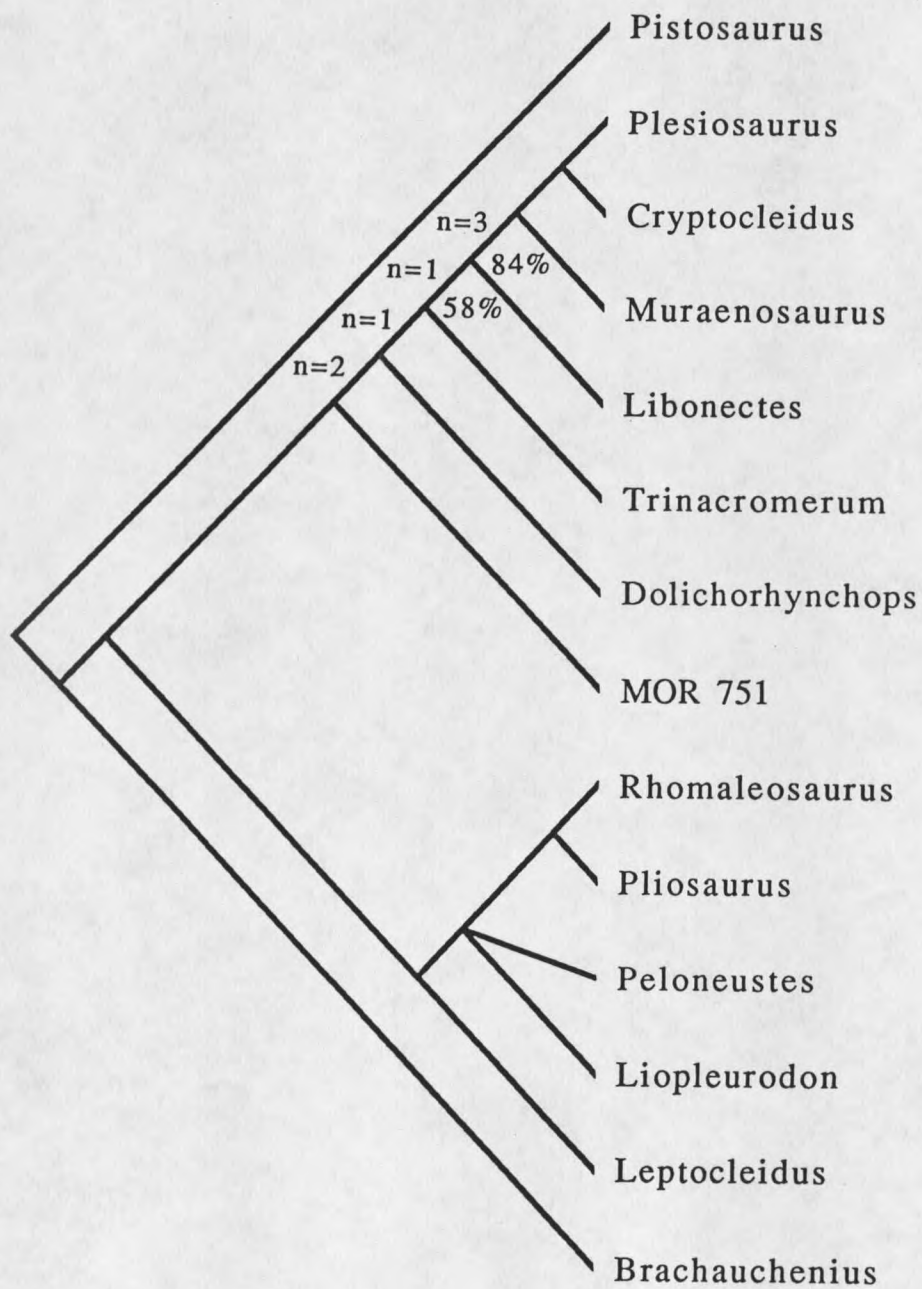 Pistosaurus
Plesiosaurus
Cryptocleidus
n=3
84%
n=1
Muraenosaurus
58%
n=1
n=2
Libonectes
Trinacromerum
Dolichorhynchops
MOR 751
Rhomaleosaurus
Pliosaurus
Peloneustes
Liopleurodon
Leptocleidus
Brachauchenius